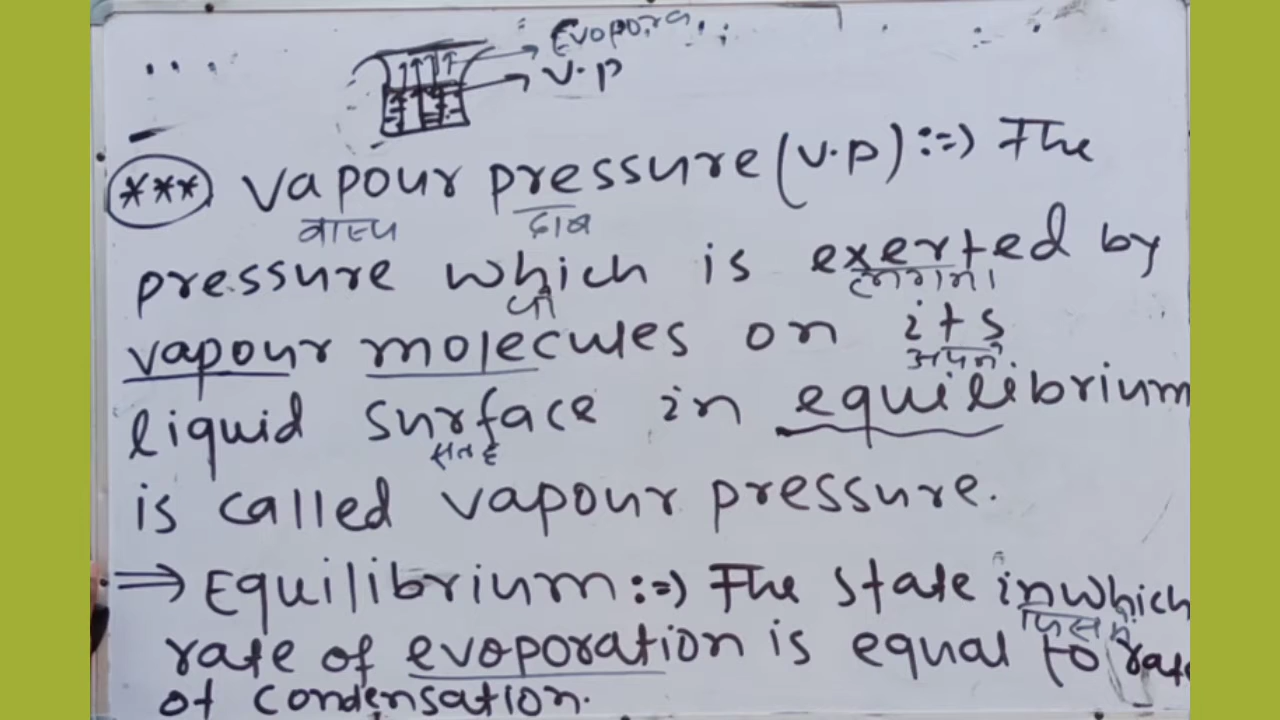 Evopora
V.P
*** Vapour pressure (V.P) :=> The
वाष्प दाब
pressure which is exerted by
जो लगाना
vapour molecules on its
अपने
liquid surface in equilibrium
सतह
is called vapour pressure.
=> Equilibrium :=> The state in which
जिसमें
rate of evoporation is equal to rate
of condensation.